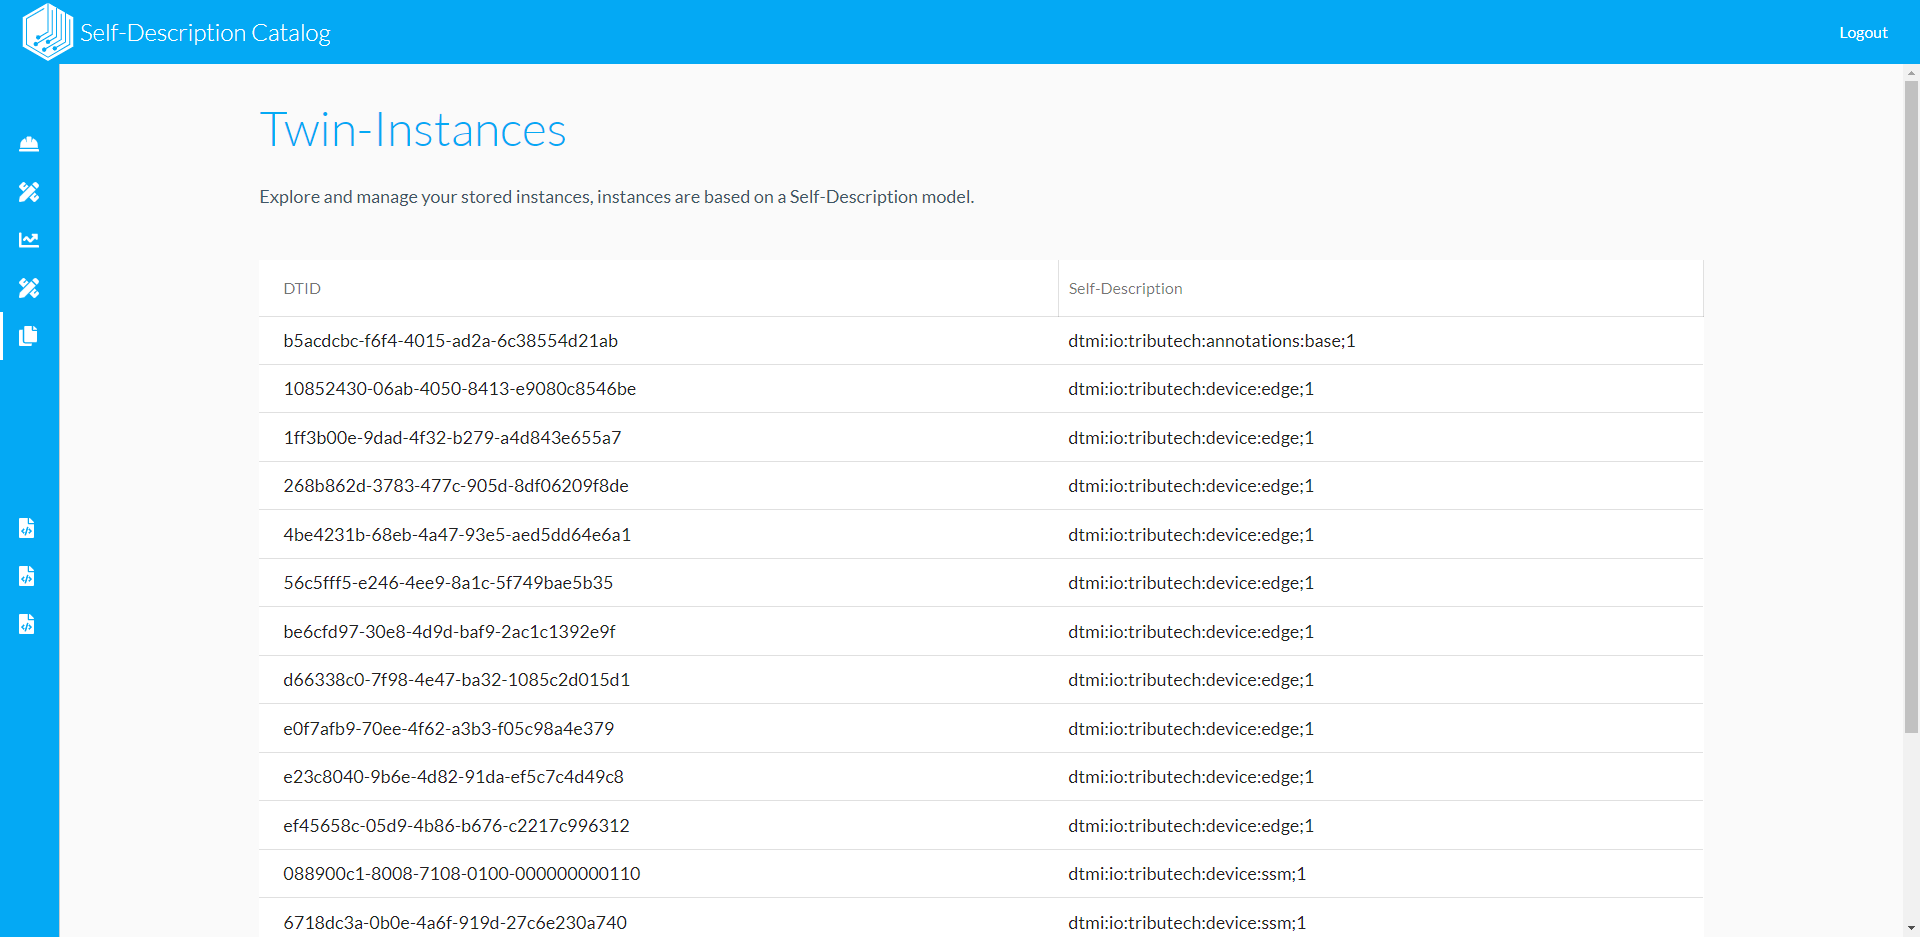 Self-Description Catalog
Logout
Twin-Instances
Explore and manage your stored instances, instances are based on a Self-Description model.
DTID Self-Description
b5acdcbc-f6f4-4015-ad2a-6c38554d21ab dtmi:io:tributech:annotations:base;1
10852430-06ab-4050-8413-e9080c8546be dtmi:io:tributech:device:edge;1
1ff3b00e-9dad-4f32-b279-a4d843e655a7 dtmi:io:tributech:device:edge;1
268b862d-3783-477c-905d-8df06209f8de dtmi:io:tributech:device:edge;1
4be4231b-68eb-4a47-93e5-aed5dd64e6a1 dtmi:io:tributech:device:edge;1
56c5fff5-e246-4ee9-8a1c-5f749bae5b35 dtmi:io:tributech:device:edge;1
be6cfd97-30e8-4d9d-baf9-2ac1c1392e9f dtmi:io:tributech:device:edge;1
d66338c0-7f98-4e47-ba32-1085c2d015d1 dtmi:io:tributech:device:edge;1
e0f7afb9-70ee-4f62-a3b3-f05c98a4e379 dtmi:io:tributech:device:edge;1
e23c8040-9b6e-4d82-91da-ef5c7c4d49c8 dtmi:io:tributech:device:edge;1
ef45658c-05d9-4b86-b676-c2217c996312 dtmi:io:tributech:device:edge;1
088900c1-8008-7108-0100-000000000110 dtmi:io:tributech:device:ssm;1
6718dc3a-0b0e-4a6f-919d-27c6e230a740 dtmi:io:tributech:device:ssm;1